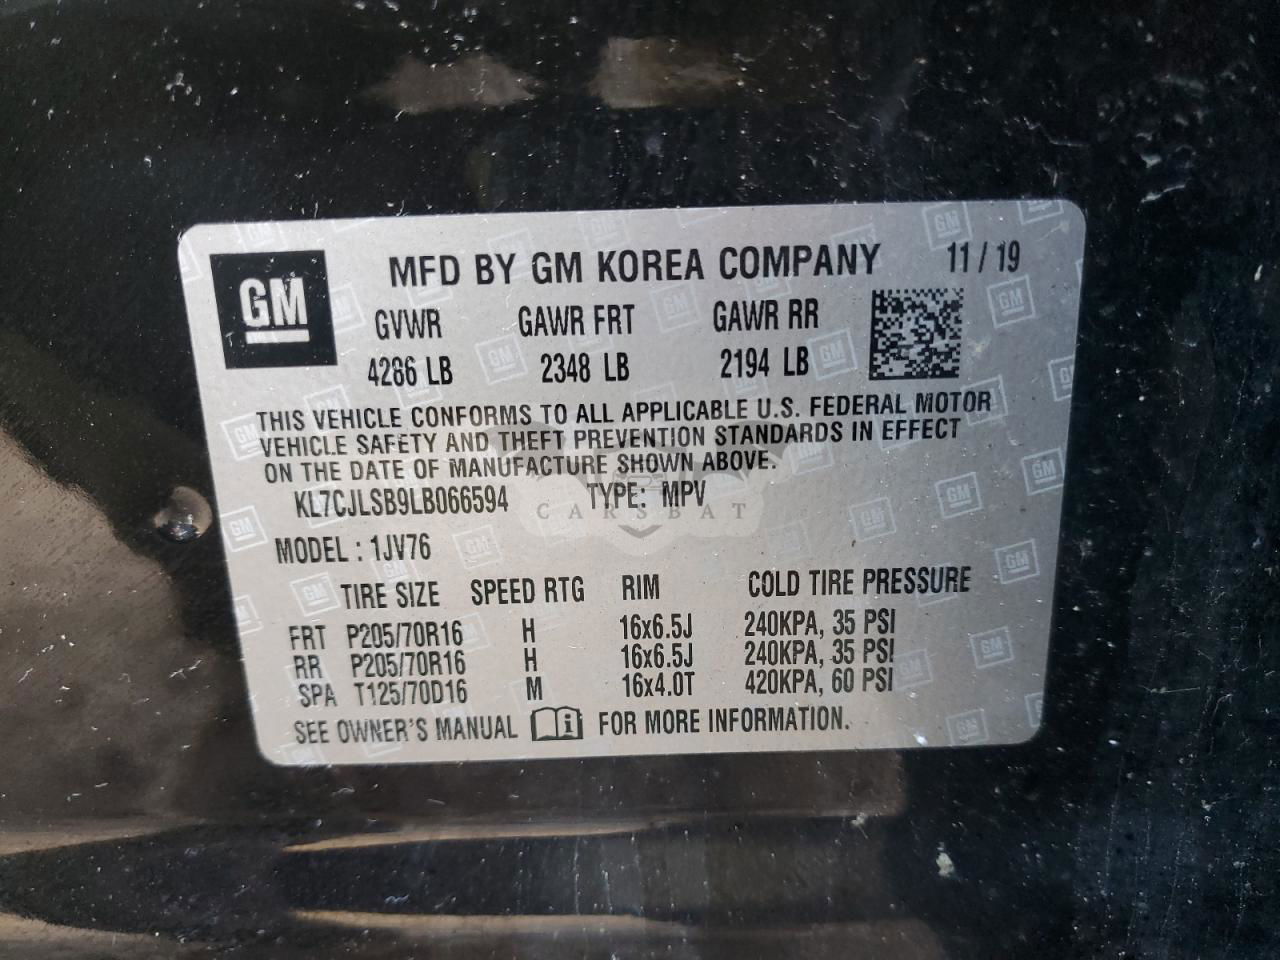 GM
MFD BY GM KOREA COMPANY 11 / 19
GVWR GAWR FRT GAWR RR
4286 LB 2348 LB 2194 LB
THIS VEHICLE CONFORMS TO ALL APPLICABLE U.S. FEDERAL MOTOR
VEHICLE SAFETY AND THEFT PREVENTION STANDARDS IN EFFECT
ON THE DATE OF MANUFACTURE SHOWN ABOVE.
KL7CJLSB9LB066594 TYPE: MPV
CARSBAT
MODEL : 1JV76
TIRE SIZE SPEED RTG RIM COLD TIRE PRESSURE
FRT P205/70R16 H 16x6.5J 240KPA, 35 PSI
RR P205/70R16 H 16x6.5J 240KPA, 35 PSI
SPA T125/70D16 M 16x4.0T 420KPA, 60 PSI
SEE OWNER'S MANUAL i FOR MORE INFORMATION.